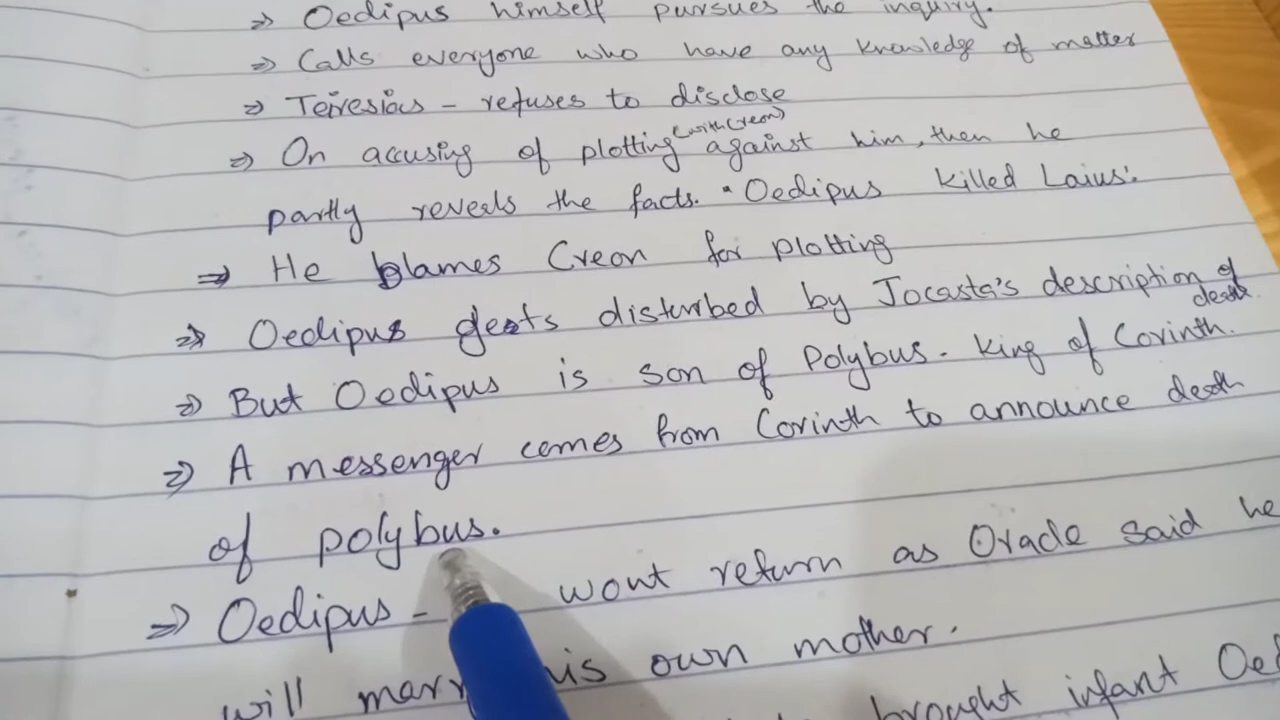 ⇒ Oedipus himself pursues the inquiry.
⇒ Calls everyone who have any knowledge of matter
⇒ Teiresias - refuses to disclose
⇒ On accusing of plotting (with Creon) against him, then he
partly reveals the facts. "Oedipus killed Laius".
⇒ He blames Creon for plotting
⇒ Oedipus gets disturbed by Jocasta's description of death.
⇒ But Oedipus is son of Polybus. King of Corinth.
⇒ A messenger comes from Corinth to announce death
of polybus.
⇒ Oedipus - wont return as Oracle said he
will marry his own mother.
brought infant Oed